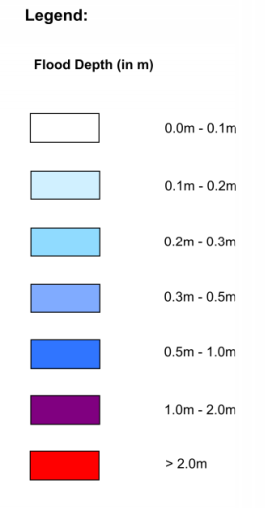 Legend:
Flood Depth (in m)
0.0m - 0.1m
0.1m - 0.2m
0.2m - 0.3m
0.3m - 0.5m
0.5m - 1.0m
1.0m - 2.0m
> 2.0m